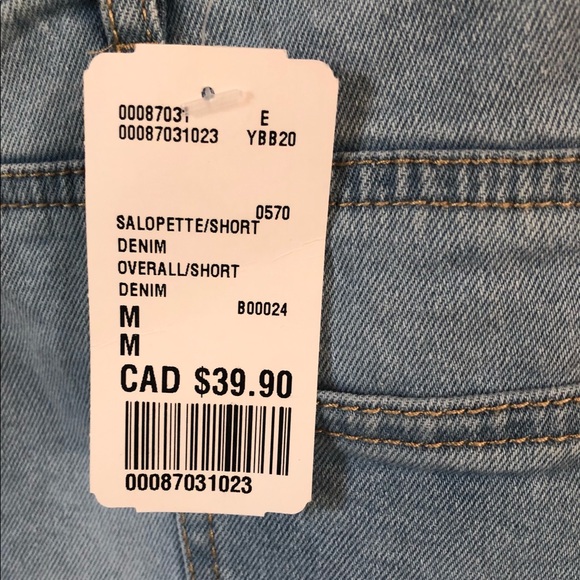 00087031 E
00087031023 YBB20
0570
SALOPETTE/SHORT
DENIM
OVERALL/SHORT
DENIM
B00024
M
M
CAD $39.90
00087031023